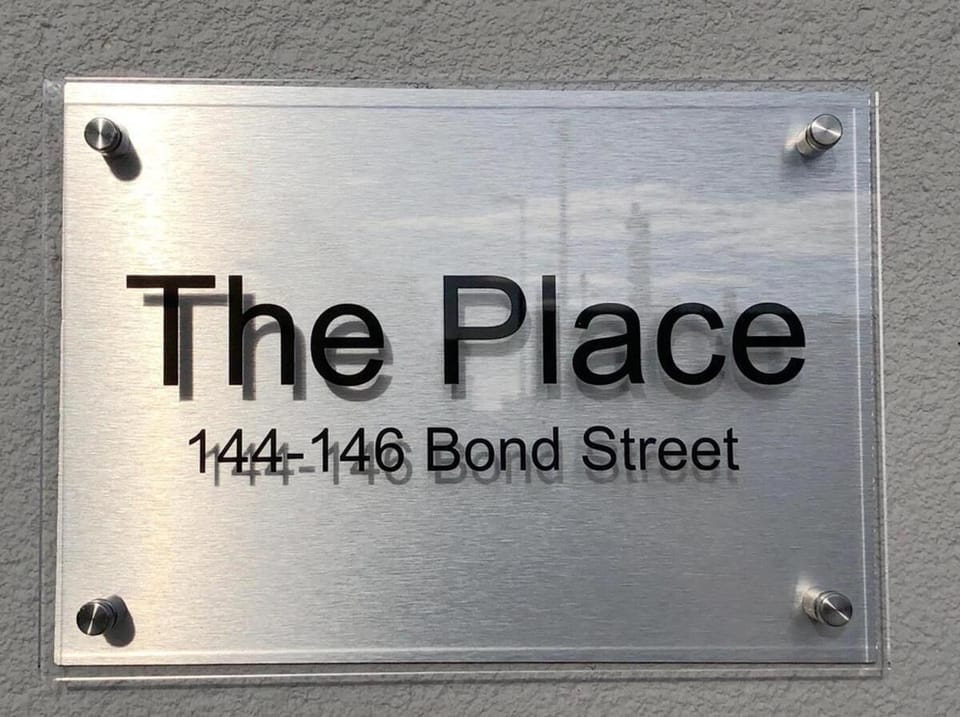 The Place
144-146 Bond Street